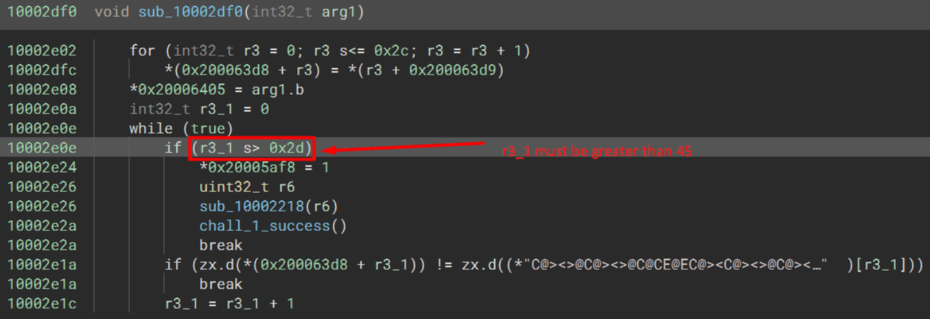 10002df0 void sub_10002df0(int32_t arg1)
10002e02 for (int32_t r3 = 0; r3 s<= 0x2c; r3 = r3 + 1)
10002dfc *(0x200063d8 + r3) = *(r3 + 0x200063d9)
10002e08 *0x20006405 = arg1.b
10002e0a int32_t r3_1 = 0
10002e0e while (true)
10002e0e if (r3_1 s> 0x2d) r3_1 must be greater than 45
10002e24 *0x20005af8 = 1
10002e26 uint32_t r6
10002e26 sub_10002218(r6)
10002e2a chall_1_success()
10002e2a break
10002e1a if (zx.d(*(0x200063d8 + r3_1)) != zx.d((*"C@><>@C@><>@C@CE@EC@><C@><>@C@><…" )[r3_1]))
10002e1a break
10002e1c r3_1 = r3_1 + 1